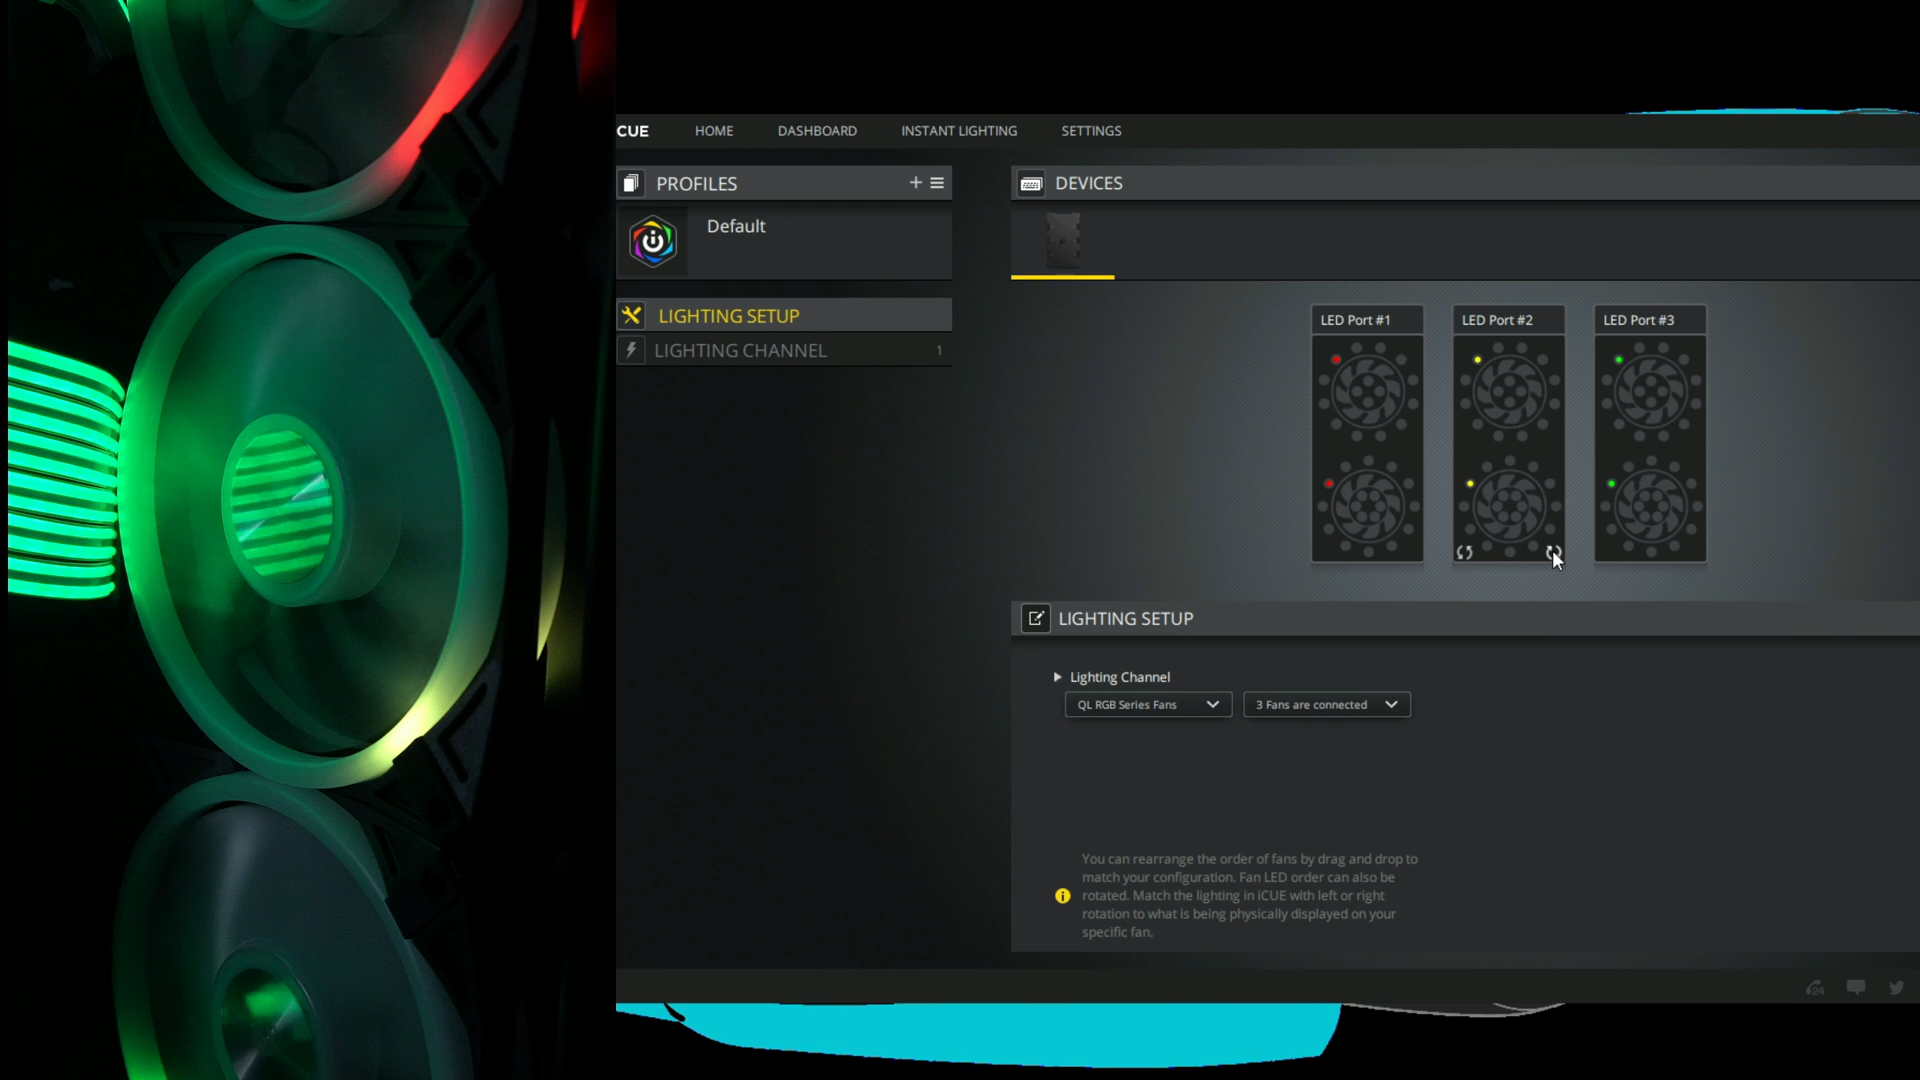 CUE
HOME
DASHBOARD
INSTANT LIGHTING
SETTINGS
PROFILES
Default
LIGHTING SETUP
LIGHTING CHANNEL 1
DEVICES
LED Port #1
LED Port #2
LED Port #3
LIGHTING SETUP
Lighting Channel
QL RGB Series Fans
3 Fans are connected
You can rearrange the order of fans by drag and drop to
match your configuration. Fan LED order can also be
rotated. Match the lighting in iCUE with left or right
rotation to what is being physically displayed on your
specific fan.
24